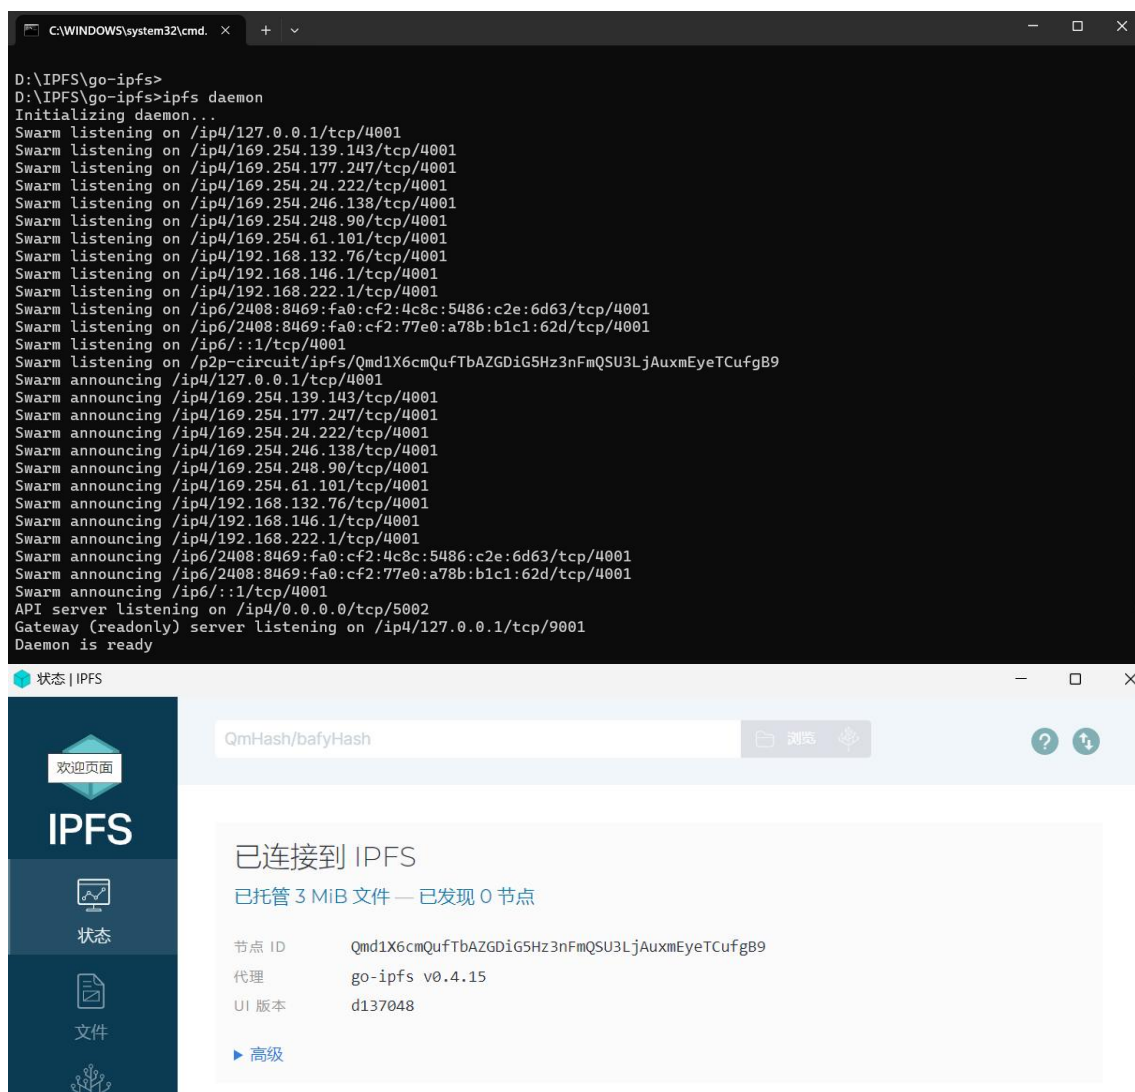 C:\WINDOWS\system32\cmd.
D:\IPFS\go-ipfs>
D:\IPFS\go-ipfs>ipfs daemon
Initializing daemon...
Swarm listening on /ip4/127.0.0.1/tcp/4001
Swarm listening on /ip4/169.254.139.143/tcp/4001
Swarm listening on /ip4/169.254.177.247/tcp/4001
Swarm listening on /ip4/169.254.24.222/tcp/4001
Swarm listening on /ip4/169.254.246.138/tcp/4001
Swarm listening on /ip4/169.254.248.90/tcp/4001
Swarm listening on /ip4/169.254.61.101/tcp/4001
Swarm listening on /ip4/192.168.132.76/tcp/4001
Swarm listening on /ip4/192.168.146.1/tcp/4001
Swarm listening on /ip4/192.168.222.1/tcp/4001
Swarm listening on /ip6/2408:8469:fa0:cf2:4c8c:5486:c2e:6d63/tcp/4001
Swarm listening on /ip6/2408:8469:fa0:cf2:77e0:a78b:b1c1:62d/tcp/4001
Swarm listening on /ip6/::1/tcp/4001
Swarm listening on /p2p-circuit/ipfs/Qmd1X6cmQufTbAZGDiG5Hz3nFmQSU3LjAuxmEyeTCufgB9
Swarm announcing /ip4/127.0.0.1/tcp/4001
Swarm announcing /ip4/169.254.139.143/tcp/4001
Swarm announcing /ip4/169.254.177.247/tcp/4001
Swarm announcing /ip4/169.254.24.222/tcp/4001
Swarm announcing /ip4/169.254.246.138/tcp/4001
Swarm announcing /ip4/169.254.248.90/tcp/4001
Swarm announcing /ip4/169.254.61.101/tcp/4001
Swarm announcing /ip4/192.168.132.76/tcp/4001
Swarm announcing /ip4/192.168.146.1/tcp/4001
Swarm announcing /ip4/192.168.222.1/tcp/4001
Swarm announcing /ip6/2408:8469:fa0:cf2:4c8c:5486:c2e:6d63/tcp/4001
Swarm announcing /ip6/2408:8469:fa0:cf2:77e0:a78b:b1c1:62d/tcp/4001
Swarm announcing /ip6/::1/tcp/4001
API server listening on /ip4/0.0.0.0/tcp/5002
Gateway (readonly) server listening on /ip4/127.0.0.1/tcp/9001
Daemon is ready
状态 | IPFS
QmHash/bafyHash
浏览
欢迎页面
IPFS
状态
文件
已连接到 IPFS
已托管 3 MiB 文件 — 已发现 0 节点
节点 ID Qmd1X6cmQufTbAZGDiG5Hz3nFmQSU3LjAuxmEyeTCufgB9
代理 go-ipfs v0.4.15
UI 版本 d137048
▶ 高级